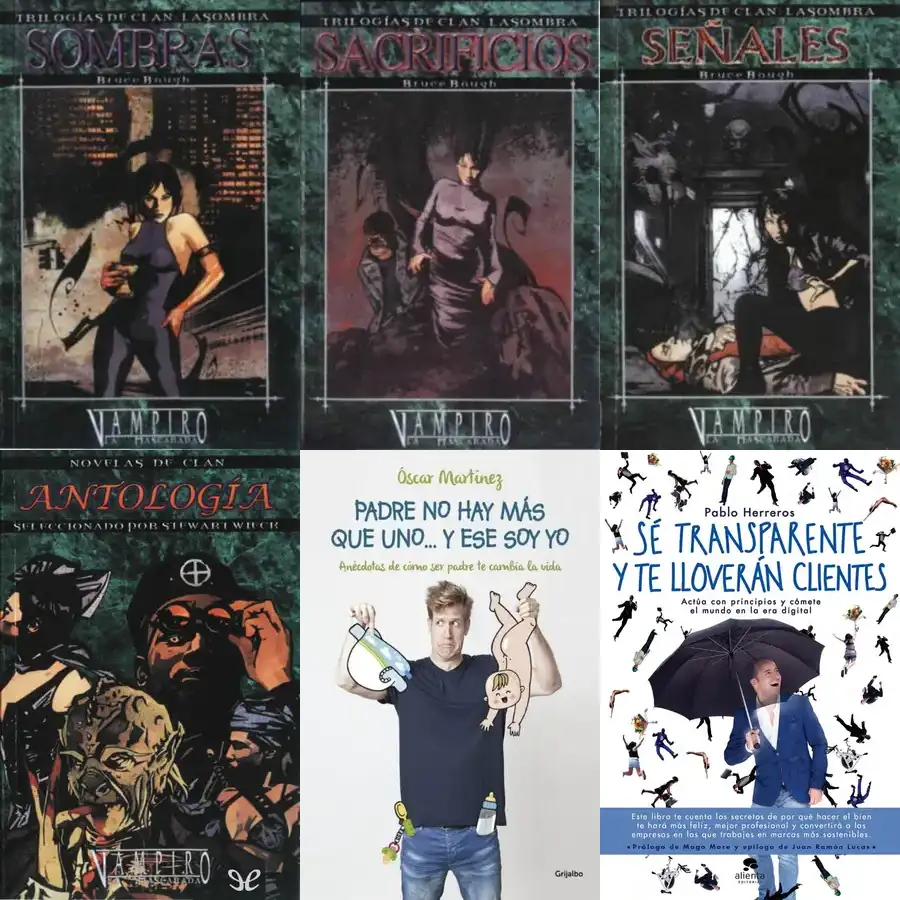 TRILOGÍAS DE CLAN LASOMBRA
SOMBRAS
Bruce Baugh
VAMPIRO
LA MASCARADA
TRILOGÍAS DE CLAN LASOMBRA
SACRIFICIOS
Bruce Baugh
VAMPIRO
LA MASCARADA
TRILOGÍAS DE CLAN LASOMBRA
SEÑALES
Bruce Baugh
VAMPIRO
LA MASCARADA
NOVELAS DE CLAN
ANTOLOGÍA
SELECCIONADO POR STEWART WIECK
VAMPIRO
LA MASCARADA
Óscar Martínez
PADRE NO HAY MÁS
QUE UNO... Y ESE SOY YO
Anécdotas de cómo ser padre te cambia la vida
Grijalbo
Pablo Herreros
SÉ TRANSPARENTE
Y TE LLOVERÁN CLIENTES
Actúa con principios y cómete
el mundo en la era digital
Este libro te cuenta los secretos de por qué hacer el bien
te hará más feliz, mejor profesional y convertirá a las
empresas en las que trabajas en marcas más sostenibles.
Prólogo de Mago More y epílogo de Juan Ramón Lucas
alienta
EDITORIAL